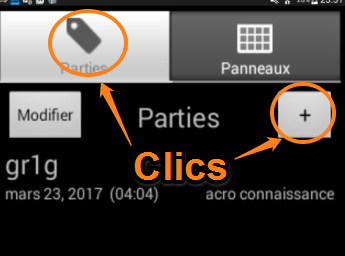 Parties
Panneaux
Modifier
Parties
+
gr1g
Clics
mars 23, 2017 (04:04)
acro connaissance